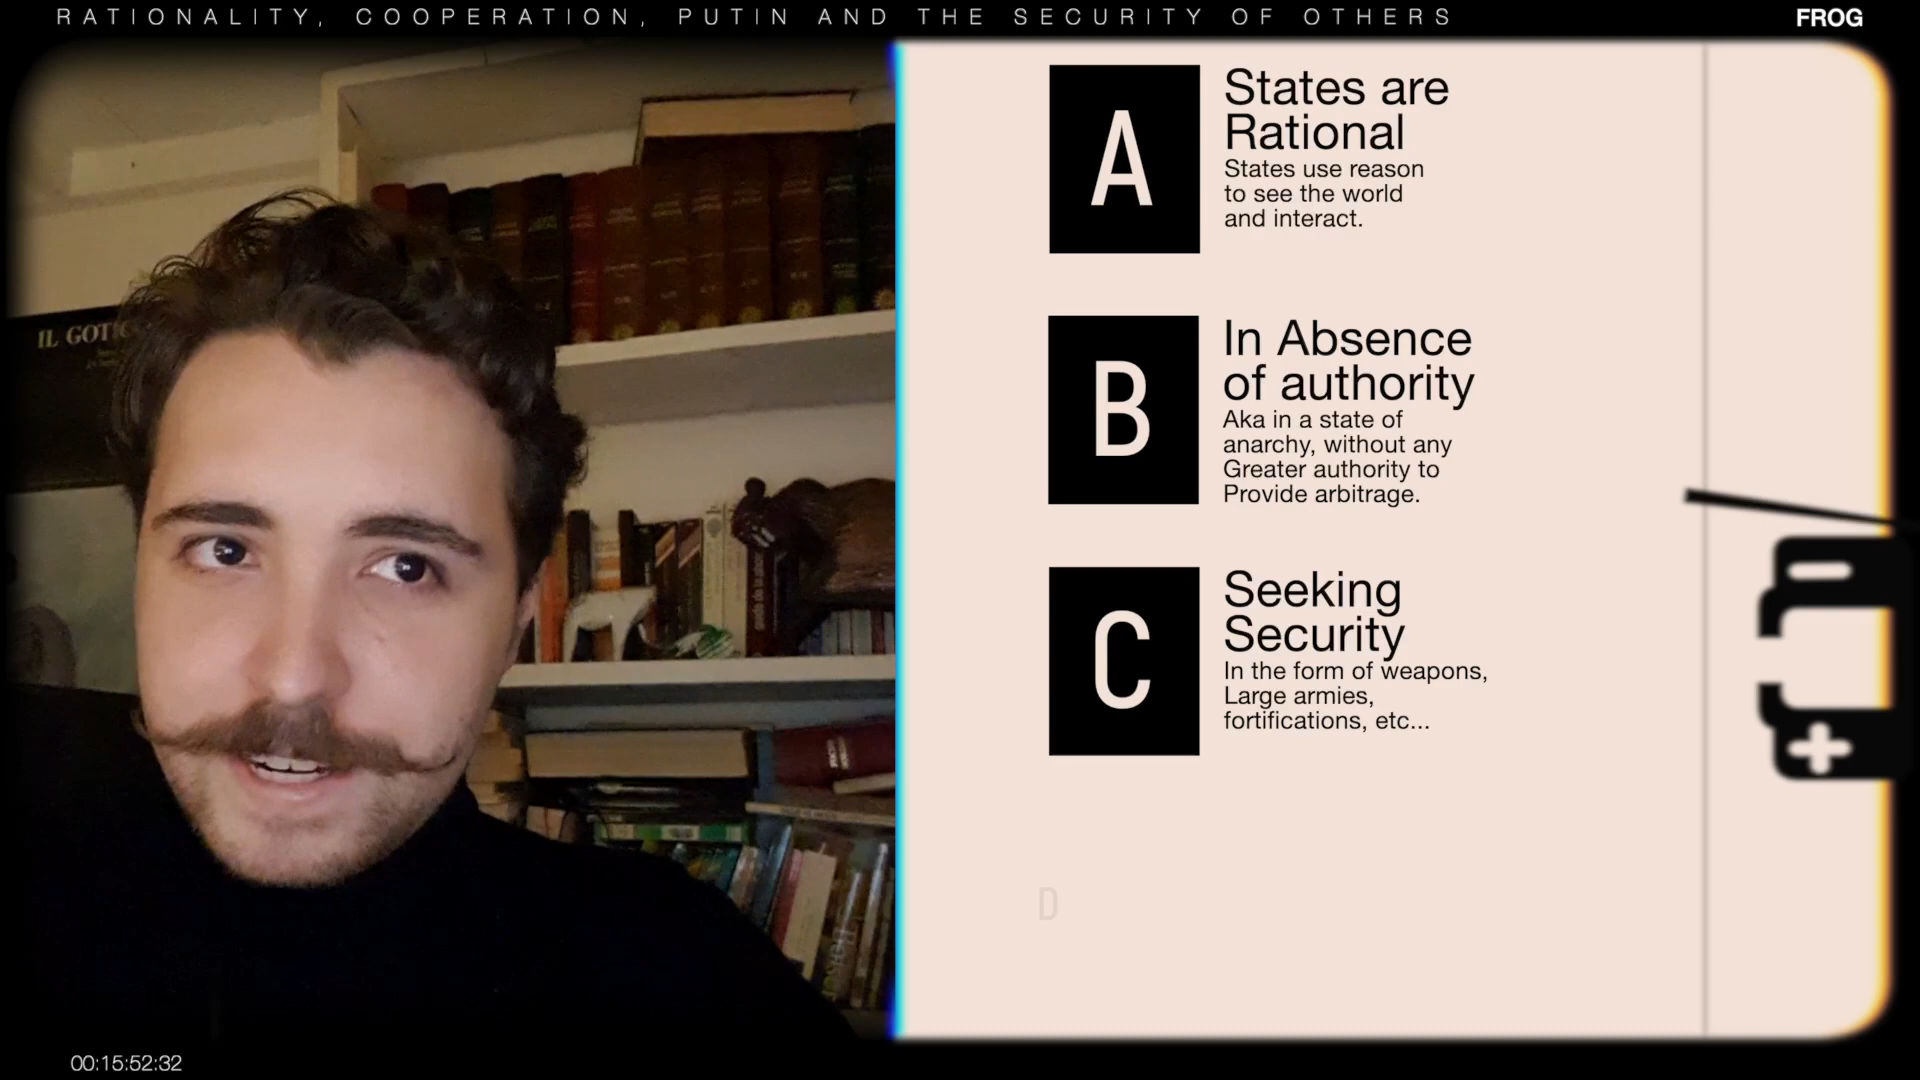 RATIONALITY, COOPERATION, PUTIN AND THE SECURITY OF OTHERS
FROG
IL GOTIC
A
States are
Rational
States use reason
to see the world
and interact.
B
In Absence
of authority
Aka in a state of
anarchy, without any
Greater authority to
Provide arbitrage.
C
Seeking
Security
In the form of weapons,
Large armies,
fortifications, etc...
D
00:15:52:32